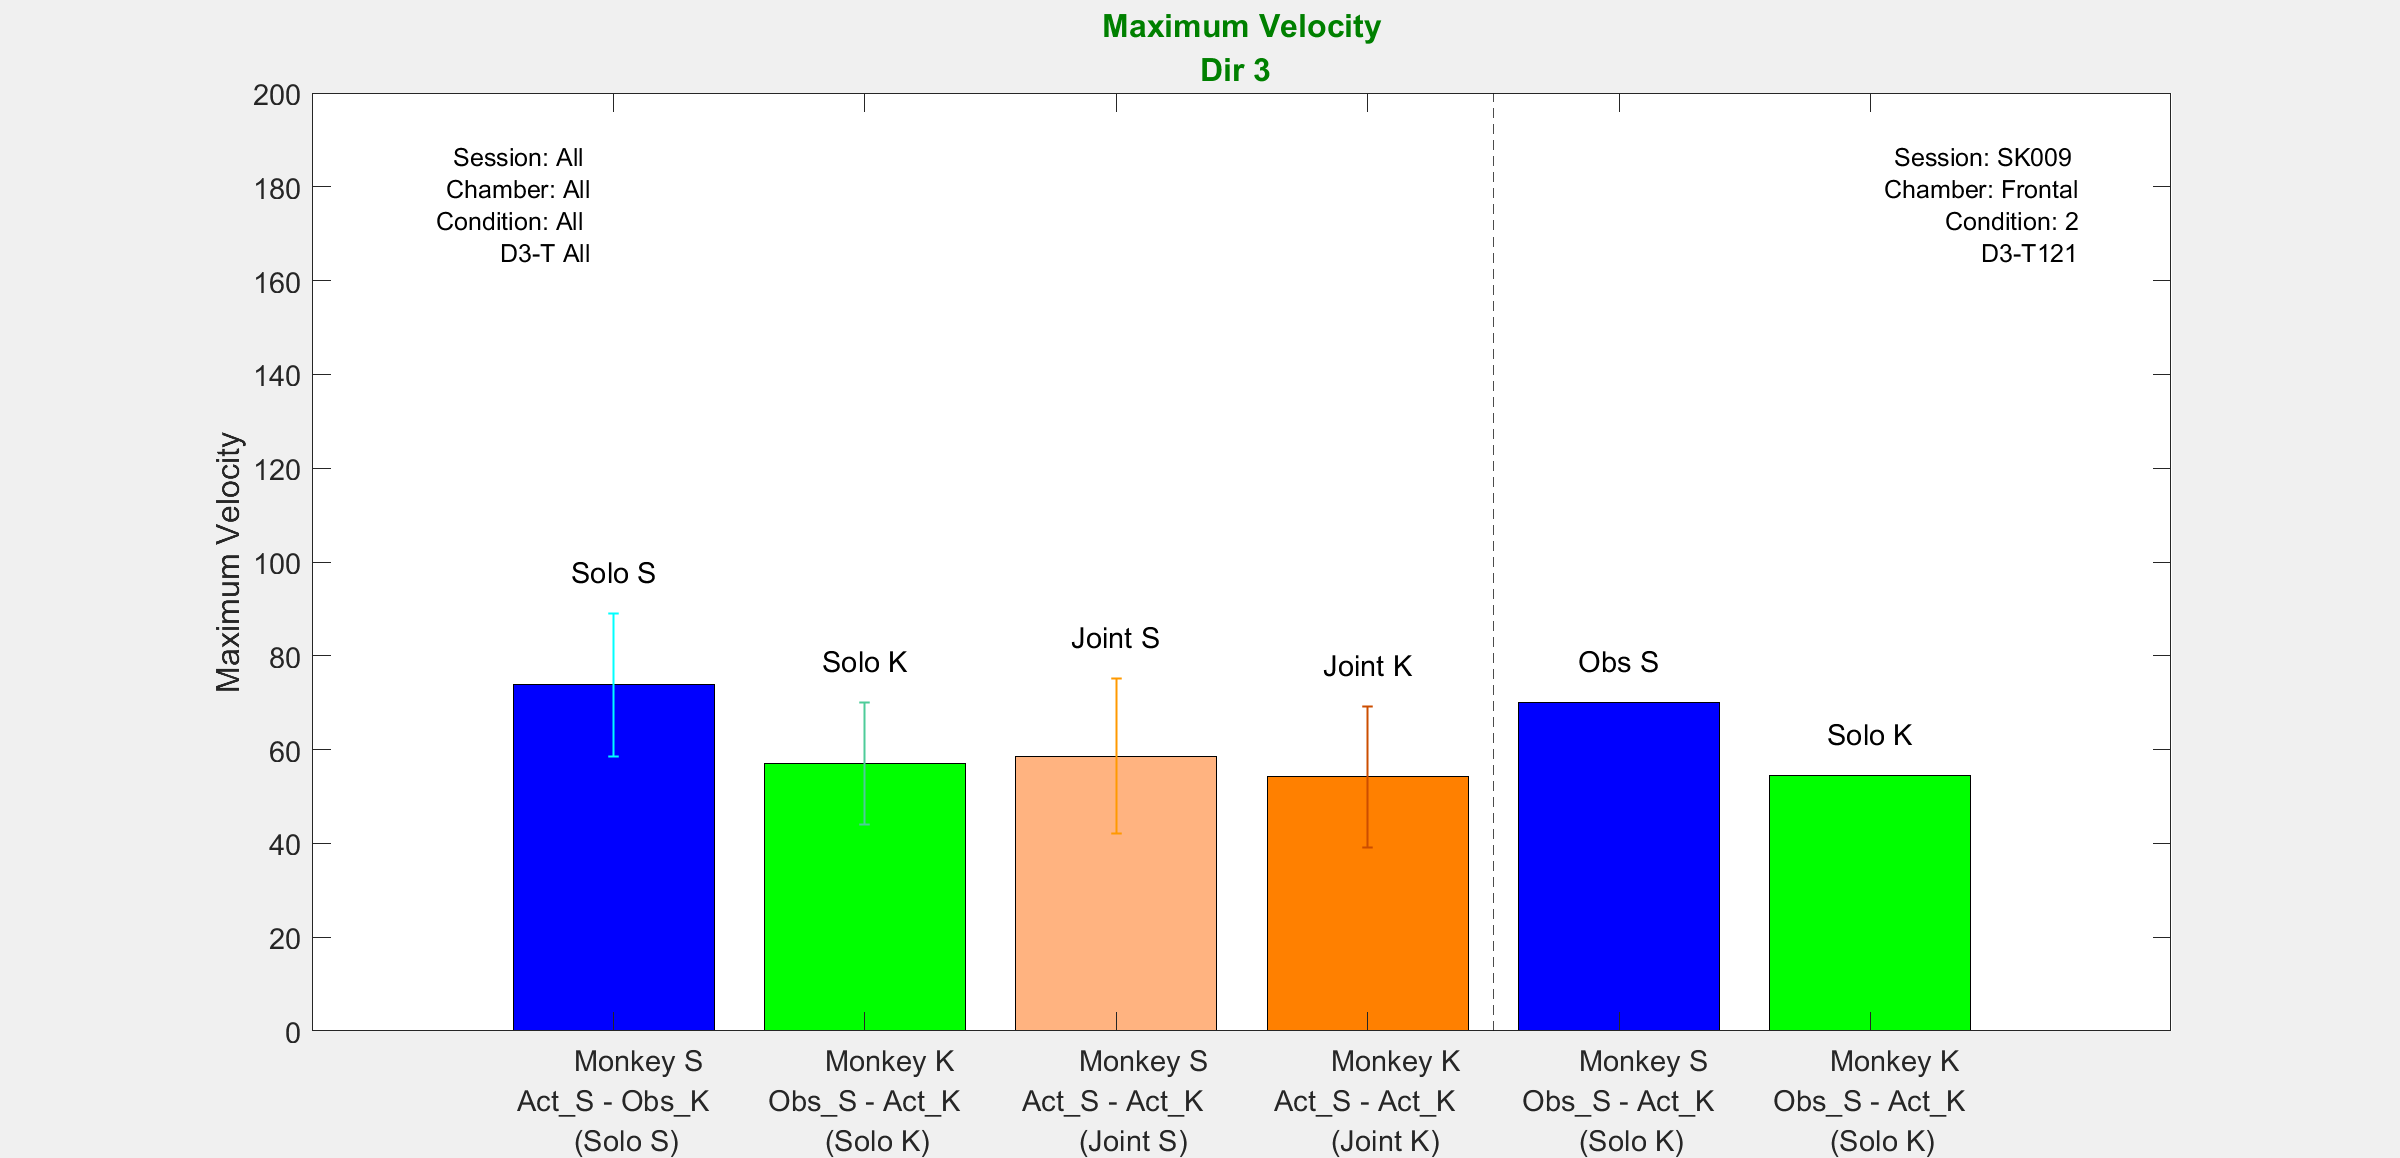 Maximum Velocity
Dir 3
200
180
160
140
120
100
80
60
40
20
0
Maximum Velocity
Session: All
Chamber: All
Condition: All
D3-T All
Session: SK009
Chamber: Frontal
Condition: 2
D3-T121
Solo S
Solo K
Joint S
Joint K
Obs S
Solo K
Monkey S
Act_S - Obs_K
(Solo S)
Monkey K
Obs_S - Act_K
(Solo K)
Monkey S
Act_S - Act_K
(Joint S)
Monkey K
Act_S - Act_K
(Joint K)
Monkey S
Obs_S - Act_K
(Solo K)
Monkey K
Obs_S - Act_K
(Solo K)